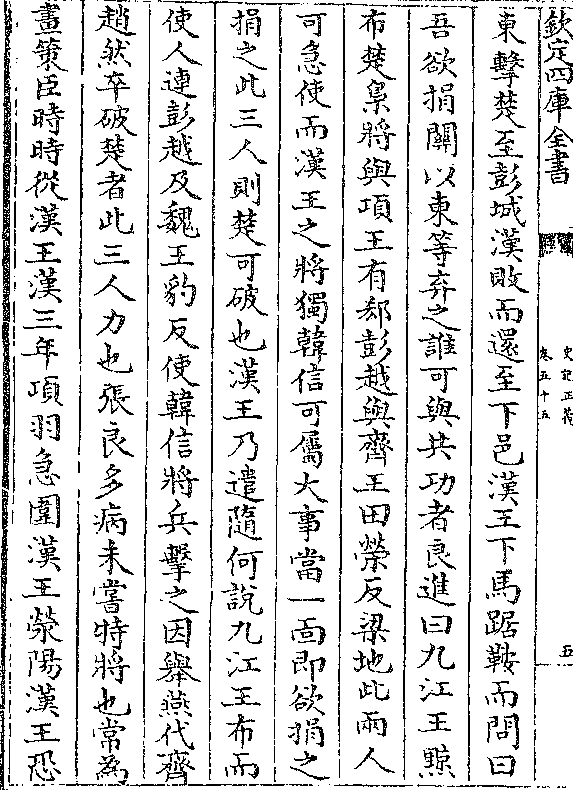 欽定四庫全書
史記正義
卷五十五
五
東擊楚至彭城漢敗而還至下邑漢王下馬踞鞍而問曰
吾欲捐關以東等弃之誰可與共功者良進曰九江王黥
布楚梟將與項王有郄彭越與齊王田榮反梁地此兩人
可急使而漢王之將獨韓信可屬大事當一面即欲捐之
捐之此三人則楚可破也漢王乃遣隨何說九江王布而
使人連彭越及魏王豹反使韓信將兵擊之因舉燕代齊
趙然卒破楚者此三人力也張良多病未嘗特將也常為
畫策臣時時從漢王漢三年項羽急圍漢王滎陽漢王恐